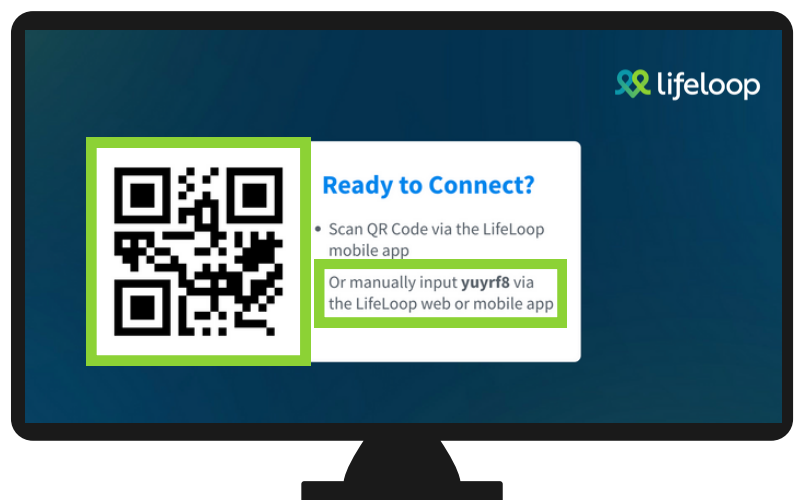 lifeloop
Ready to Connect?
• Scan QR Code via the LifeLoop
mobile app
Or manually input yuyrf8 via
the LifeLoop web or mobile app